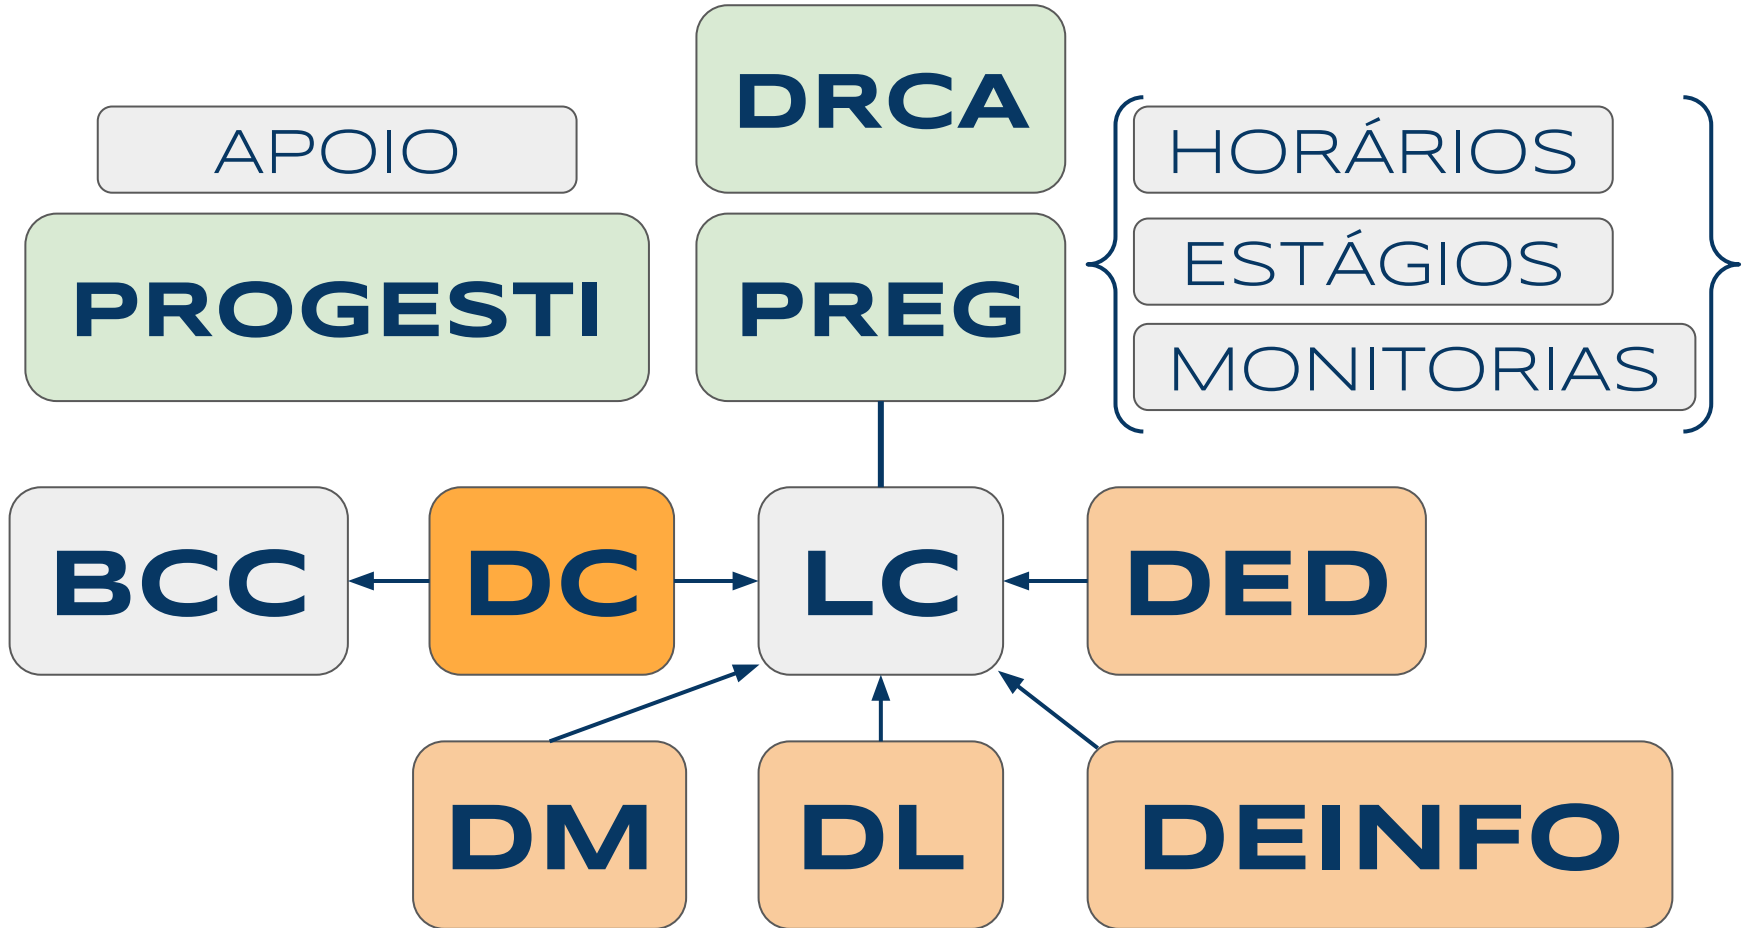 DRCA
APOIO
HORÁRIOS
PROGESTI
PREG
ESTÁGIOS
MONITORIAS
BCC
DC
LC
DED
DM
DL
DEINFO